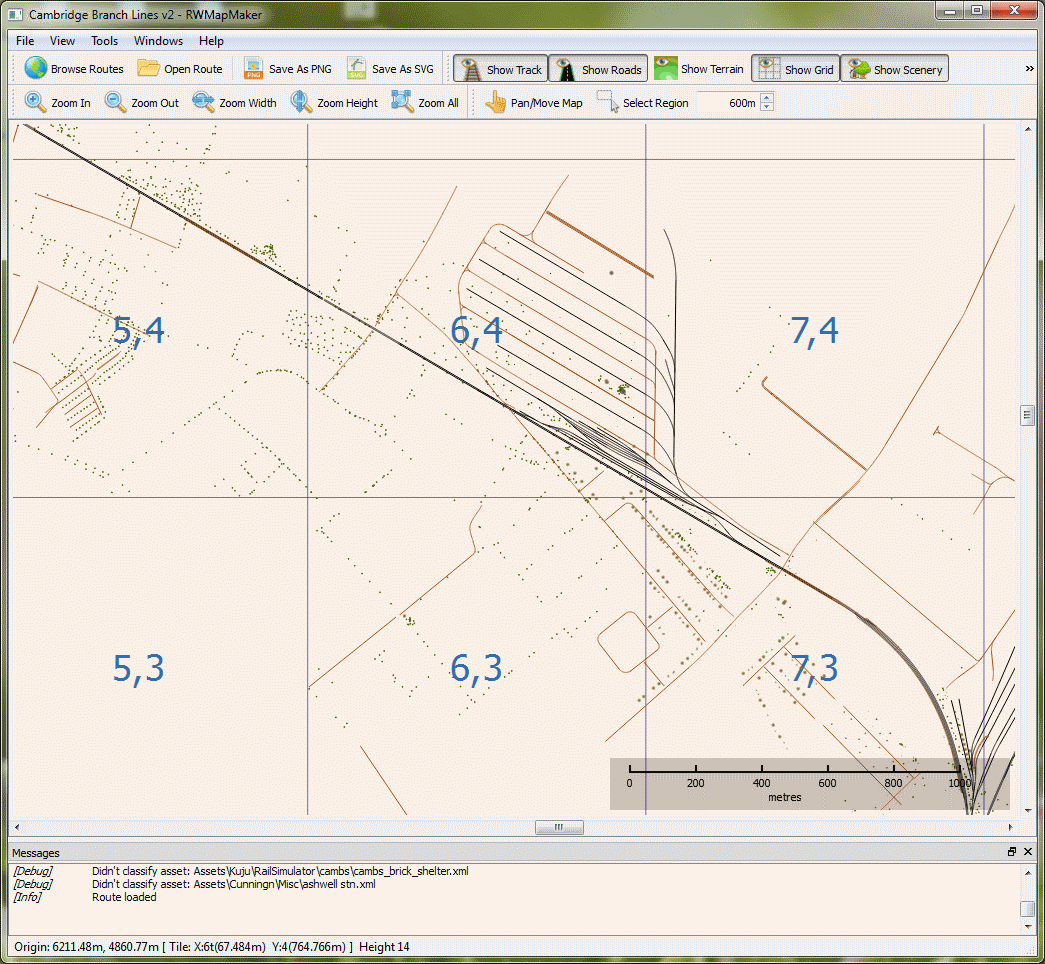 Cambridge Branch Lines v2 - RWMapMaker
File View Tools Windows Help
Browse Routes Open Route PNG Save As PNG SVG Save As SVG Show Track Show Roads Show Terrain Show Grid Show Scenery »
Zoom In Zoom Out Zoom Width Zoom Height Zoom All Pan/Move Map Select Region 600m
5,4 6,4 7,4
5,3 6,3 7,3
0 200 400 600 800 1000
metres
Messages
[Debug] Didn't classify asset: Assets\Kuju\RailSimulator\cambs\cambs_brick_shelter.xml
[Debug] Didn't classify asset: Assets\Cunningn\Misc\ashwell stn.xml
[Info] Route loaded
Origin: 6211.48m, 4860.77m [ Tile: X:6t(67.484m) Y:4(764.766m) ] Height 14